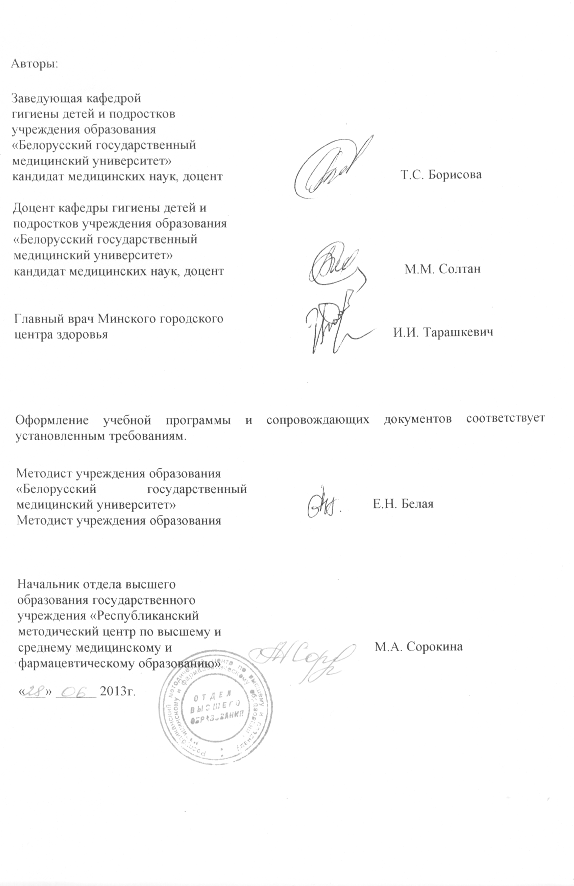 Авторы:
Заведующая кафедрой
гигиены детей и подростков
учреждения образования
«Белорусский государственный
медицинский университет»
кандидат медицинских наук, доцент Т.С. Борисова
Доцент кафедры гигиены детей и
подростков учреждения образования
«Белорусский государственный
медицинский университет»
кандидат медицинских наук, доцент М.М. Солтан
Главный врач Минского городского
центра здоровья И.И. Тарашкевич
Оформление учебной программы и сопровождающих документов соответствует
установленным требованиям.
Методист учреждения образования
«Белорусский государственный
медицинский университет» Е.Н. Белая
Методист учреждения образования
Начальник отдела высшего
образования государственного
учреждения «Республиканский
методический центр по высшему и
среднему медицинскому и М.А. Сорокина
фармацевтическому образованию»
«28» 06 2013г.
ОТДЕЛ
ВЫСШЕГО
ОБРАЗОВАНИЯ